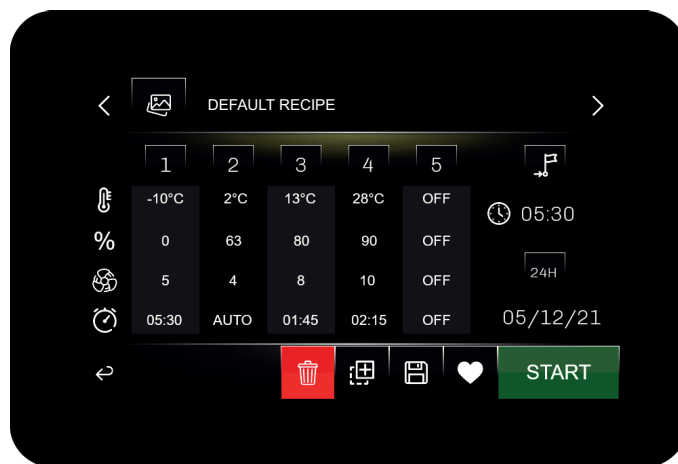 DEFAULT RECIPE
1 2 3 4 5
-10°C 2°C 13°C 28°C OFF
05:30
% 0 63 80 90 OFF
5 4 8 10 OFF
24H
05:30 AUTO 01:45 02:15 OFF
05/12/21
START